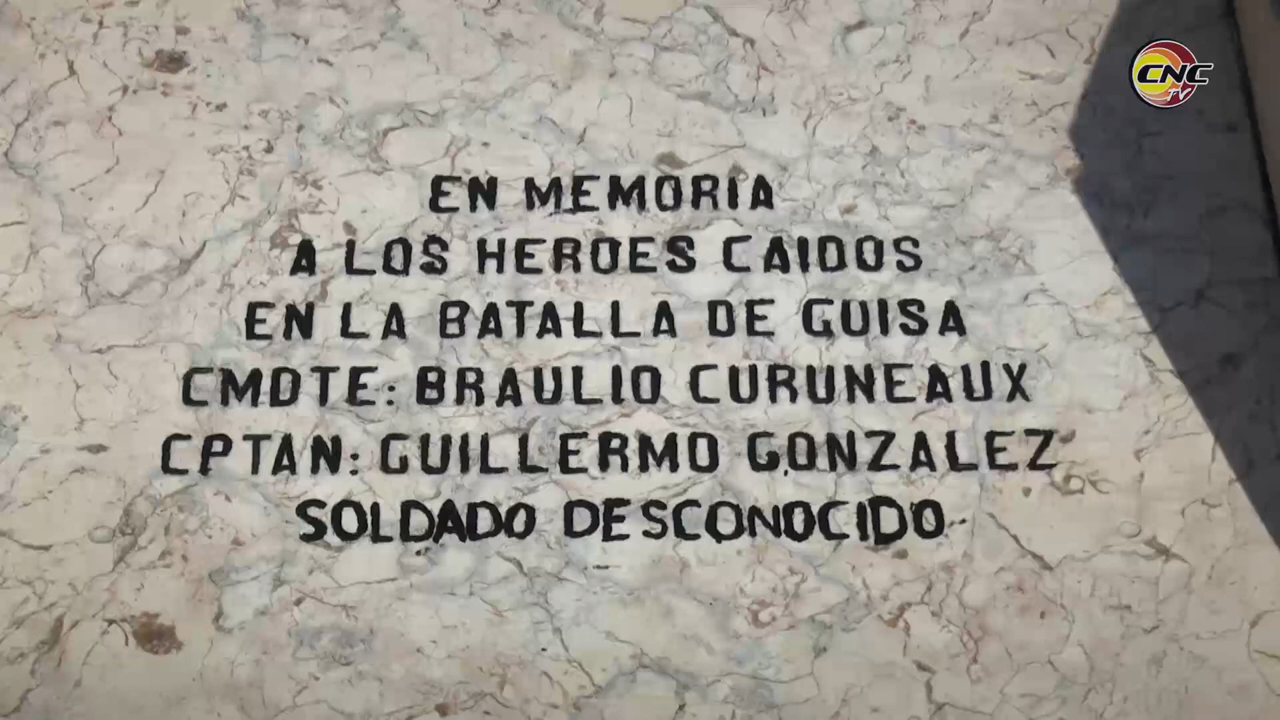 CNC
TV
EN MEMORIA
A LOS HEROES CAIDOS
EN LA BATALLA DE GUISA
CMDTE: BRAULIO CURUNEAUX
CPTAN: GUILLERMO GONZALEZ
SOLDADO DESCONOCIDO